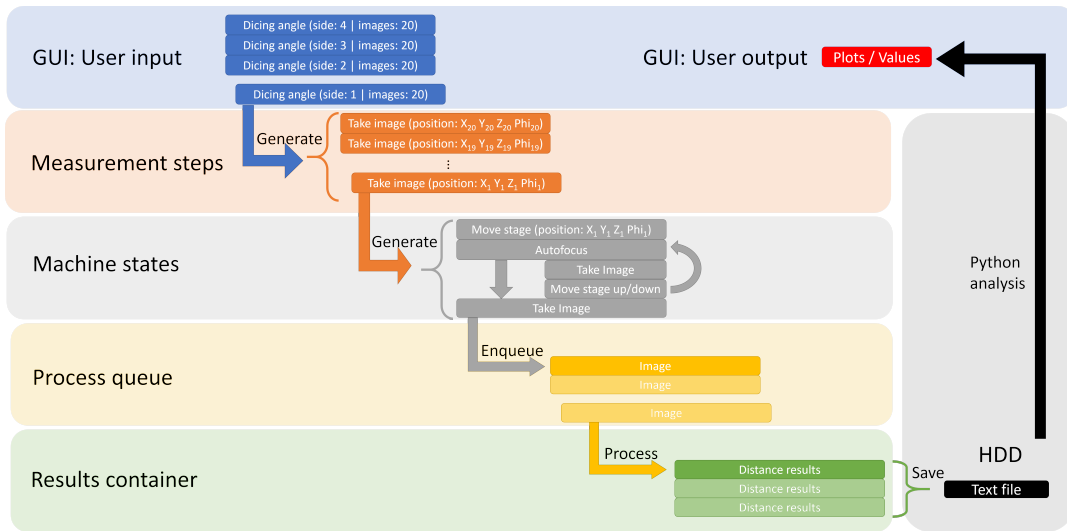 GUI: User input
Dicing angle (side: 4 | images: 20)
Dicing angle (side: 3 | images: 20)
Dicing angle (side: 2 | images: 20)
Dicing angle (side: 1 | images: 20)
GUI: User output
Plots / Values
Measurement steps
Generate
Take image (position: X₂₀ Y₂₀ Z₂₀ Phi₂₀)
Take image (position: X₁₉ Y₁₉ Z₁₉ Phi₁₉)
⋮
Take image (position: X₁ Y₁ Z₁ Phi₁)
Machine states
Generate
Move stage (position: X₁ Y₁ Z₁ Phi₁)
Autofocus
Take Image
Move stage up/down
Take Image
Python
analysis
Process queue
Enqueue
Image
Image
Image
Results container
Process
Distance results
Distance results
Distance results
Save
HDD
Text file